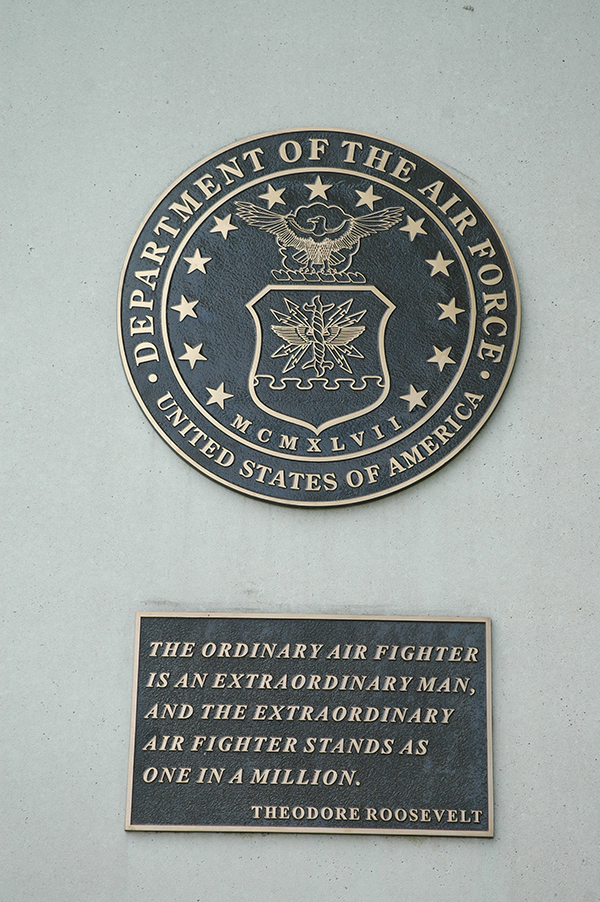 DEPARTMENT OF THE AIR FORCE
MCMXLVII
UNITED STATES OF AMERICA
THE ORDINARY AIR FIGHTER
IS AN EXTRAORDINARY MAN,
AND THE EXTRAORDINARY
AIR FIGHTER STANDS AS
ONE IN A MILLION.
THEODORE ROOSEVELT